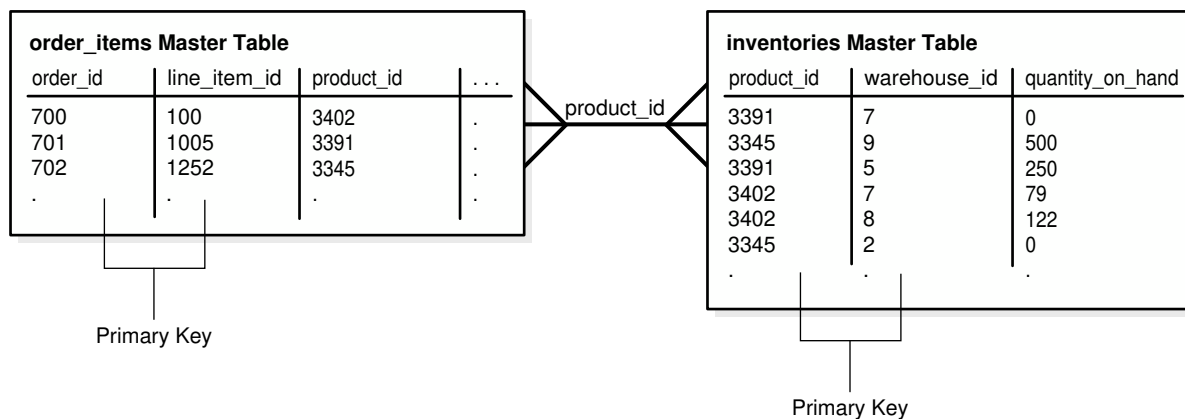 order_items Master Table
order_id line_item_id product_id . . .
700 100 3402 .
701 1005 3391 .
702 1252 3345 .
. . . .
Primary Key
product_id
inventories Master Table
product_id warehouse_id quantity_on_hand
3391 7 0
3345 9 500
3391 5 250
3402 7 79
3402 8 122
3345 2 0
. . .
Primary Key